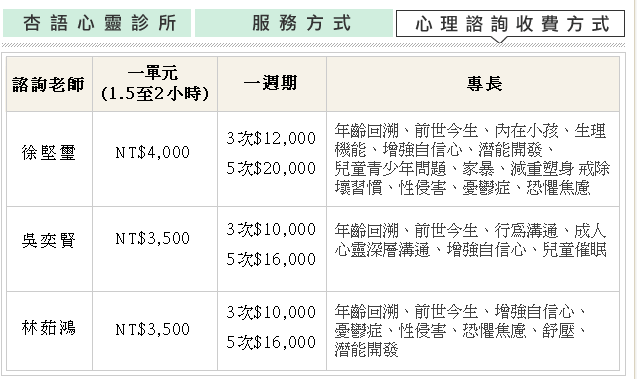 杏語心靈診所
服務方式
心理諮詢收費方式
諮詢老師
一單元
(1.5至2小時)
一週期
專長
徐堅璽
NT$4,000
3次$12,000
5次$20,000
年齡回溯、前世今生、內在小孩、生理
機能、增強自信心、潛能開發、
兒童青少年問題、家暴、減重塑身 戒除
壞習慣、性侵害、憂鬱症、恐懼焦慮
吳奕賢
NT$3,500
3次$10,000
5次$16,000
年齡回溯、前世今生、行為溝通、成人
心靈深層溝通、增強自信心、兒童催眠
林茹鴻
NT$3,500
3次$10,000
5次$16,000
年齡回溯、前世今生、增強自信心、
憂鬱症、性侵害、恐懼焦慮、舒壓、
潛能開發